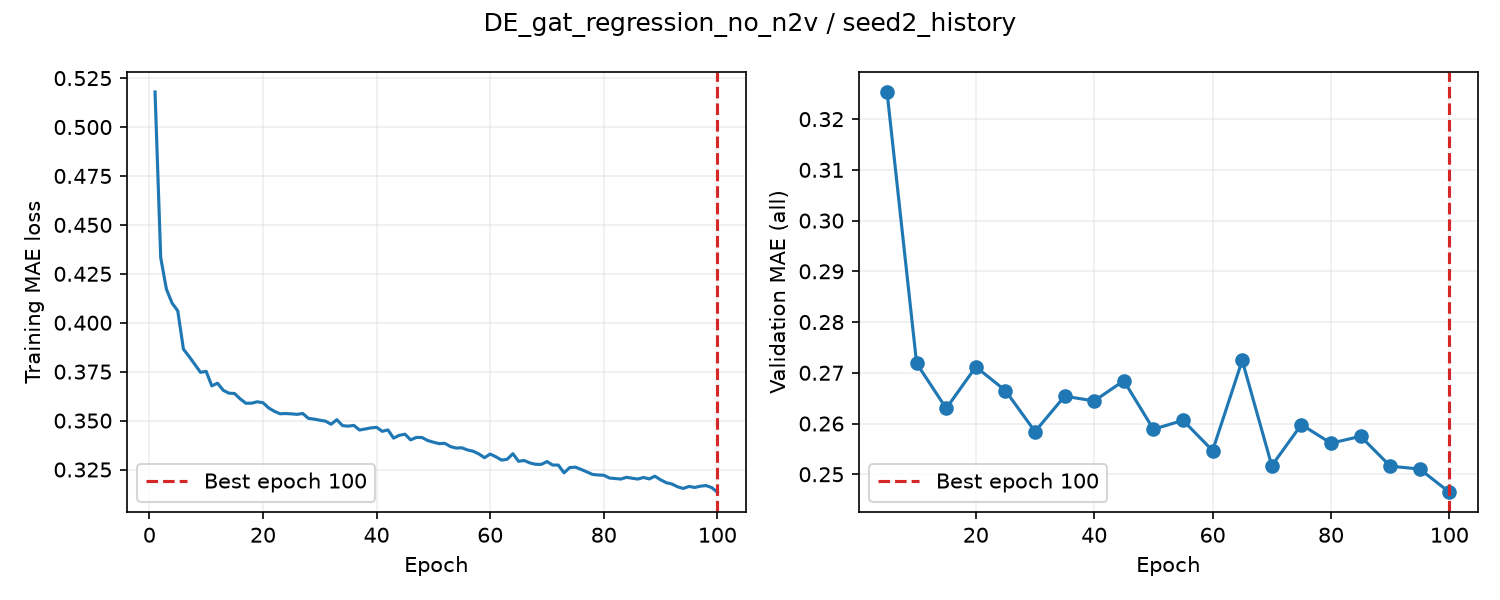 DE_gat_regression_no_n2v / seed2_history
Training MAE loss
0.525
0.500
0.475
0.450
0.425
0.400
0.375
0.350
0.325
Best epoch 100
0 20 40 60 80 100
Epoch
Validation MAE (all)
0.32
0.31
0.30
0.29
0.28
0.27
0.26
0.25
Best epoch 100
20 40 60 80 100
Epoch